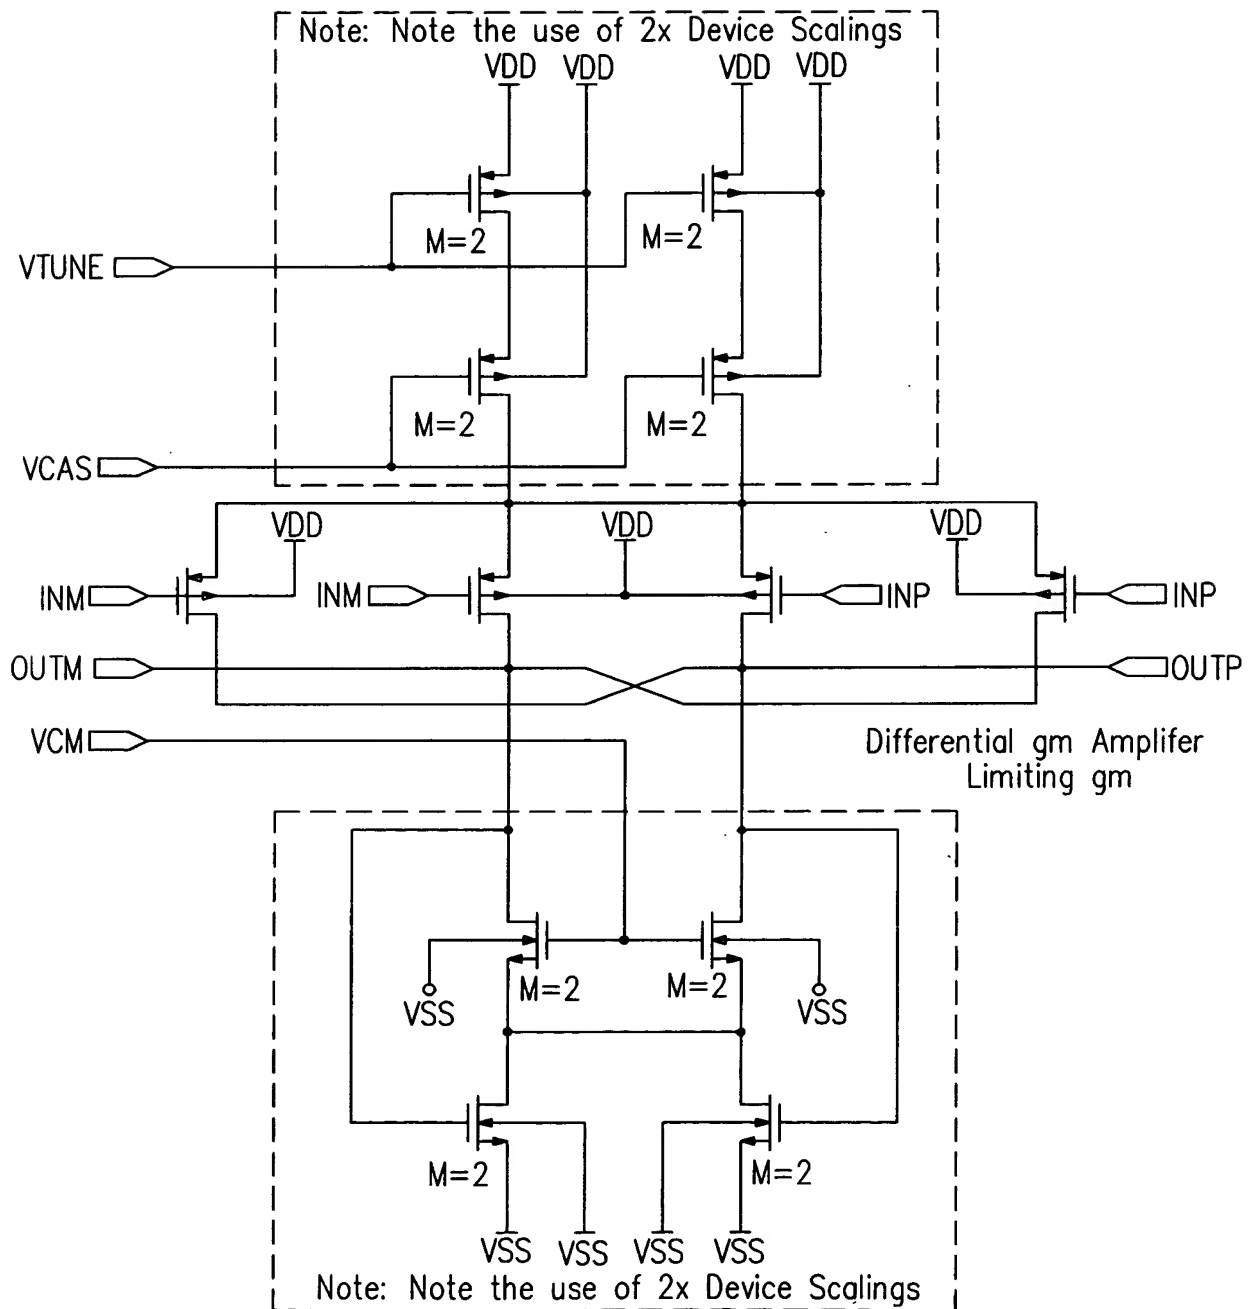 Note: Note the use of 2x Device Scalings
VDD VDD VDD VDD
M=2 M=2
VTUNE
M=2 M=2
VCAS
VDD VDD VDD
INM INM INP INP
OUTM OUTP
VCM
Differential gm Amplifer
Limiting gm
M=2 M=2
VSS VSS
M=2 M=2
VSS VSS VSS VSS
Note: Note the use of 2x Device Scalings